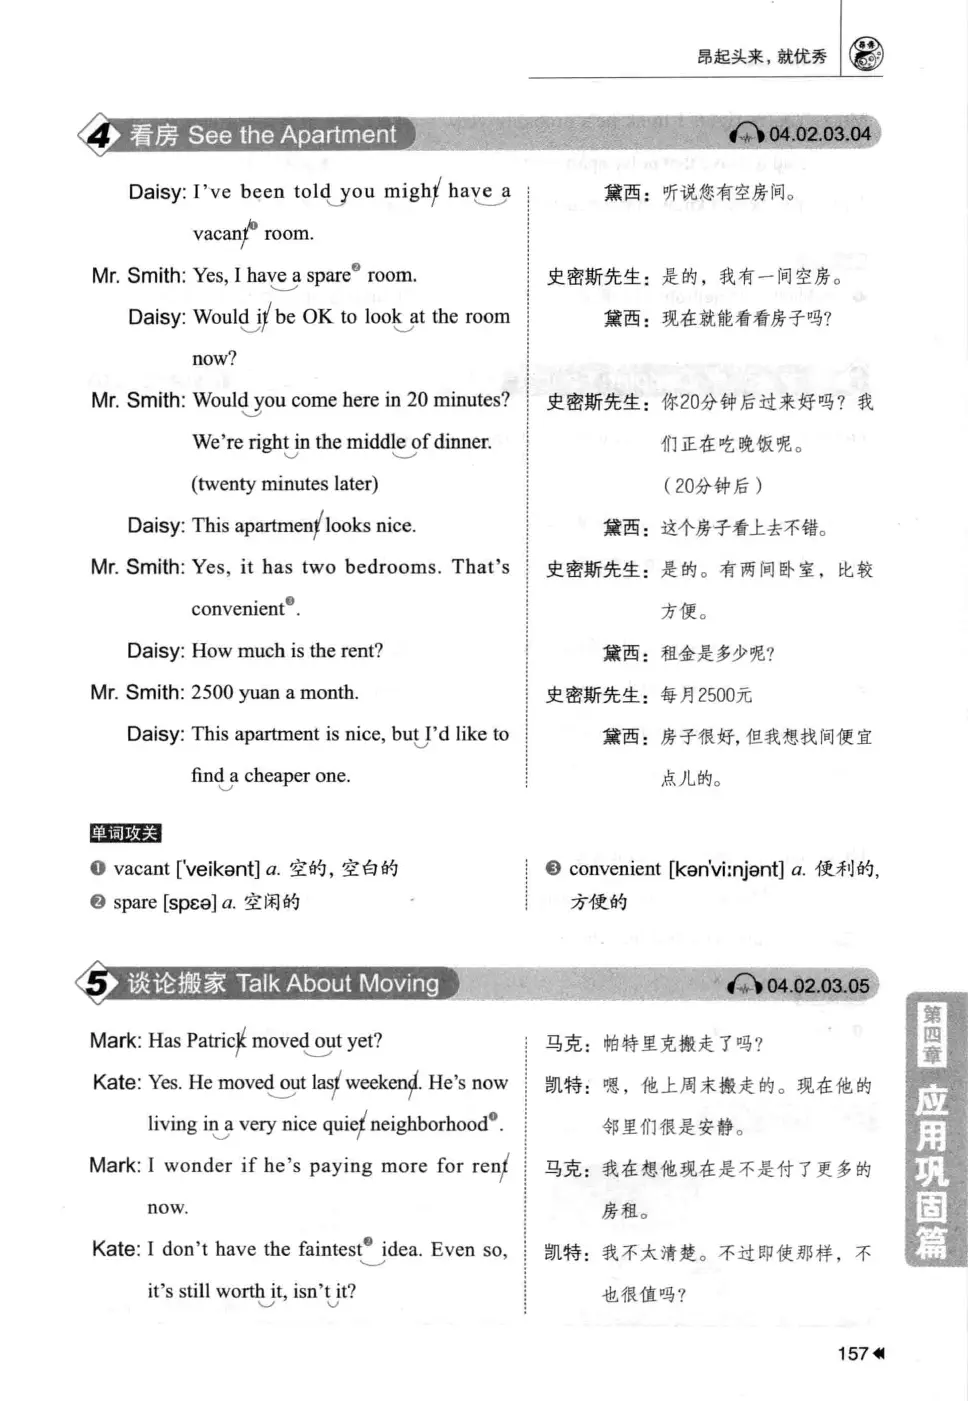 昂起头来，就优秀
4 看房 See the Apartment 04.02.03.04
Daisy: I've been told you might have a
vacant❶ room.
Mr. Smith: Yes, I have a spare❷ room.
Daisy: Would it be OK to look at the room
now?
Mr. Smith: Would you come here in 20 minutes?
We're right in the middle of dinner.
(twenty minutes later)
Daisy: This apartment looks nice.
Mr. Smith: Yes, it has two bedrooms. That's
convenient❸.
Daisy: How much is the rent?
Mr. Smith: 2500 yuan a month.
Daisy: This apartment is nice, but I'd like to
find a cheaper one.
黛西：听说您有空房间。
史密斯先生：是的，我有一间空房。
黛西：现在就能看看房子吗？
史密斯先生：你20分钟后过来好吗？我
们正在吃晚饭呢。
（20分钟后）
黛西：这个房子看上去不错。
史密斯先生：是的。有两间卧室，比较
方便。
黛西：租金是多少呢？
史密斯先生：每月2500元
黛西：房子很好，但我想找间便宜
点儿的。
单词攻关
❶ vacant ['veikənt] a. 空的，空白的
❷ spare [spɛə] a. 空闲的
❸ convenient [kən'vi:njənt] a. 便利的，
方便的
5 谈论搬家 Talk About Moving 04.02.03.05
Mark: Has Patrick moved out yet?
Kate: Yes. He moved out last weekend. He's now
living in a very nice quiet neighborhood❶.
Mark: I wonder if he's paying more for rent
now.
Kate: I don't have the faintest❷ idea. Even so,
it's still worth it, isn't it?
马克：帕特里克搬走了吗？
凯特：嗯，他上周末搬走的。现在他的
邻里们很是安静。
马克：我在想他现在是不是付了更多的
房租。
凯特：我不太清楚。不过即使那样，不
也很值吗？
第四章 应用巩固篇
157